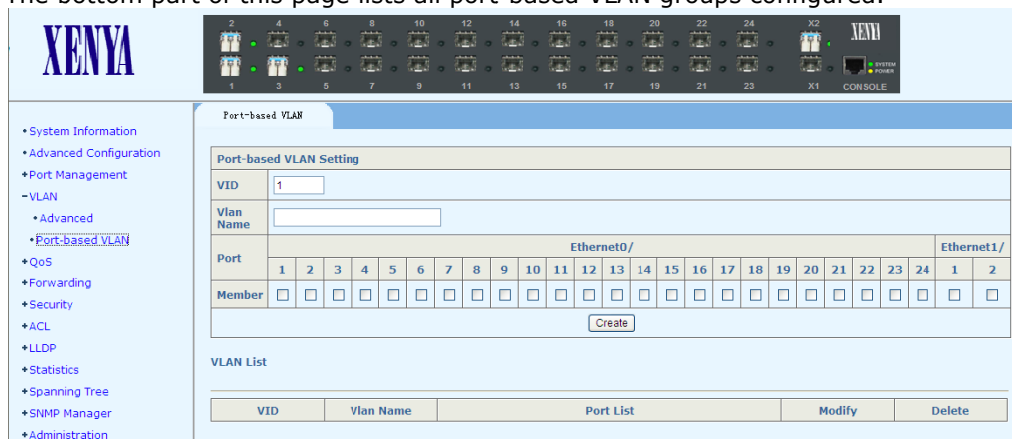 The bottom part of this page lists all port-based VLAN groups configured.
XENYA
2 4 6 8 10 12 14 16 18 20 22 24 X2 XENYA
SYSTEM
POWER
1 3 5 7 9 11 13 15 17 19 21 23 X1 CONSOLE
Port-based VLAN
System Information
Advanced Configuration
+Port Management
-VLAN
Advanced
Port-based VLAN
+QoS
+Forwarding
+Security
+ACL
+LLDP
+Statistics
+Spanning Tree
+SNMP Manager
+Administration
Port-based VLAN Setting
VID 1
Vlan
Name
Port Ethernet0/ Ethernet1/
1 2 3 4 5 6 7 8 9 10 11 12 13 14 15 16 17 18 19 20 21 22 23 24 1 2
Member
Create
VLAN List
VID Vlan Name Port List Modify Delete